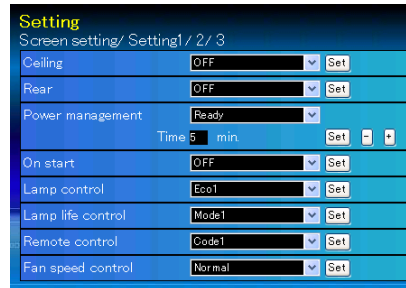 Setting
Screen setting/ Setting1/ 2/ 3
Ceiling OFF Set
Rear OFF Set
Power management Ready
Time 5 min. Set - +
On start OFF Set
Lamp control Eco1 Set
Lamp life control Mode1 Set
Remote control Code1 Set
Fan speed control Normal Set